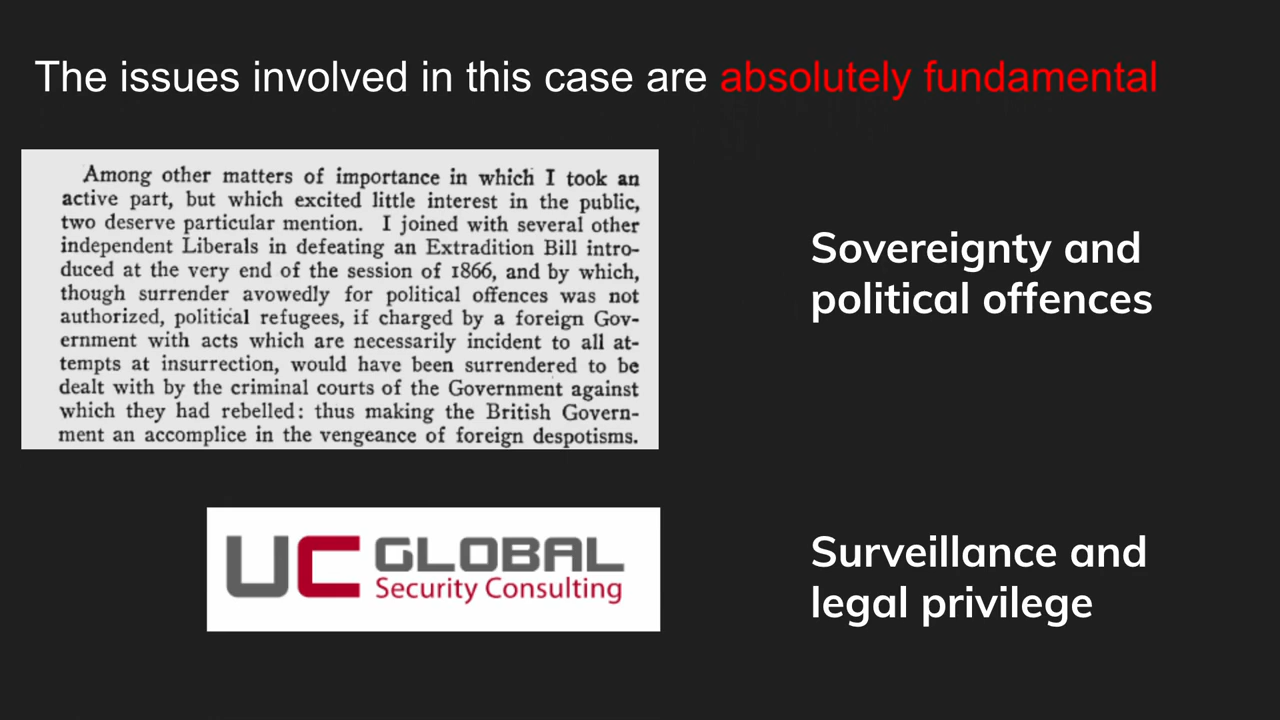 The issues involved in this case are absolutely fundamental
Among other matters of importance in which I took an
active part, but which excited little interest in the public,
two deserve particular mention. I joined with several other
independent Liberals in defeating an Extradition Bill intro-
duced at the very end of the session of 1866, and by which,
though surrender avowedly for political offences was not
authorized, political refugees, if charged by a foreign Gov-
ernment with acts which are necessarily incident to all at-
tempts at insurrection, would have been surrendered to be
dealt with by the criminal courts of the Government against
which they had rebelled: thus making the British Govern-
ment an accomplice in the vengeance of foreign despotisms.
Sovereignty and
political offences
UC GLOBAL
Security Consulting
Surveillance and
legal privilege